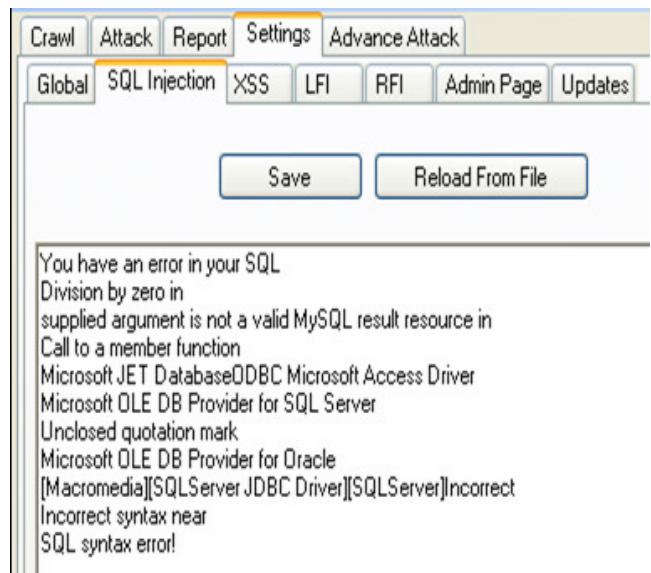 Crawl Attack Report Settings Advance Attack
Global SQL Injection XSS LFI RFI Admin Page Updates
Save Reload From File
You have an error in your SQL
Division by zero in
supplied argument is not a valid MySQL result resource in
Call to a member function
Microsoft JET DatabaseODBC Microsoft Access Driver
Microsoft OLE DB Provider for SQL Server
Unclosed quotation mark
Microsoft OLE DB Provider for Oracle
[Macromedia][SQLServer JDBC Driver][SQLServer]Incorrect
Incorrect syntax near
SQL syntax error!